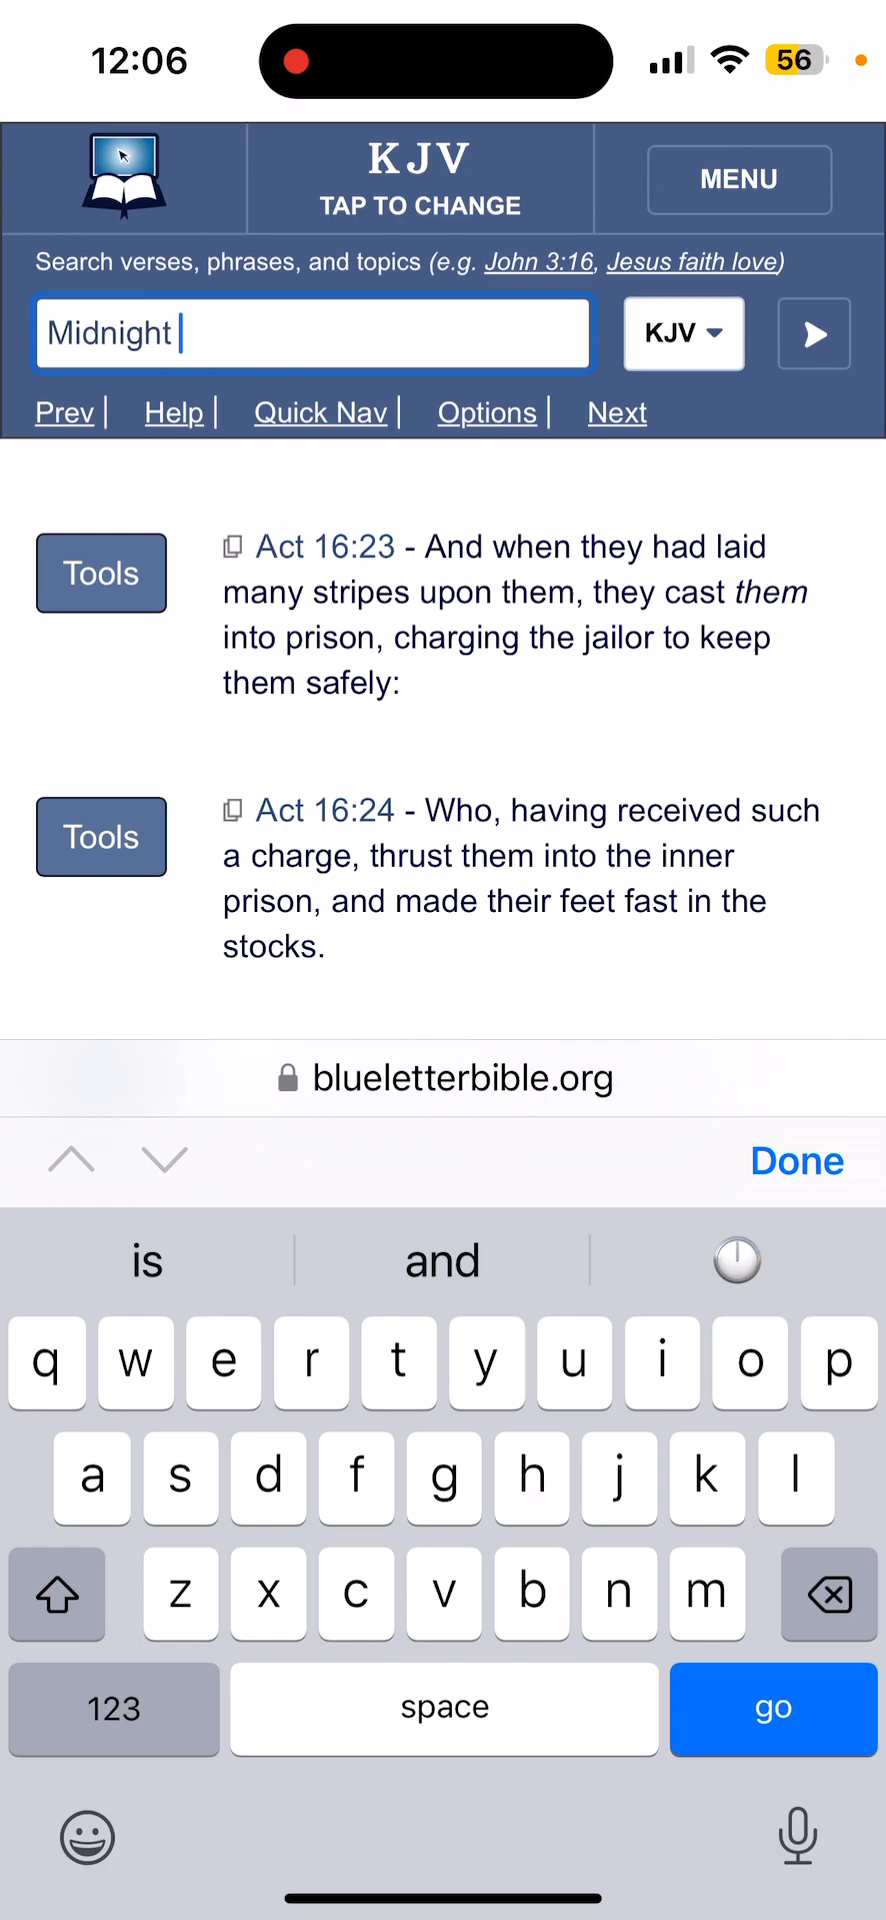 12:06
56
KJV
TAP TO CHANGE
MENU
Search verses, phrases, and topics (e.g. John 3:16, Jesus faith love)
Midnight
KJV
Prev | Help | Quick Nav | Options | Next
Tools
Act 16:23 - And when they had laid
many stripes upon them, they cast them
into prison, charging the jailor to keep
them safely:
Tools
Act 16:24 - Who, having received such
a charge, thrust them into the inner
prison, and made their feet fast in the
stocks.
blueletterbible.org
Done
is and
q w e r t y u i o p
a s d f g h j k l
z x c v b n m
123 space go